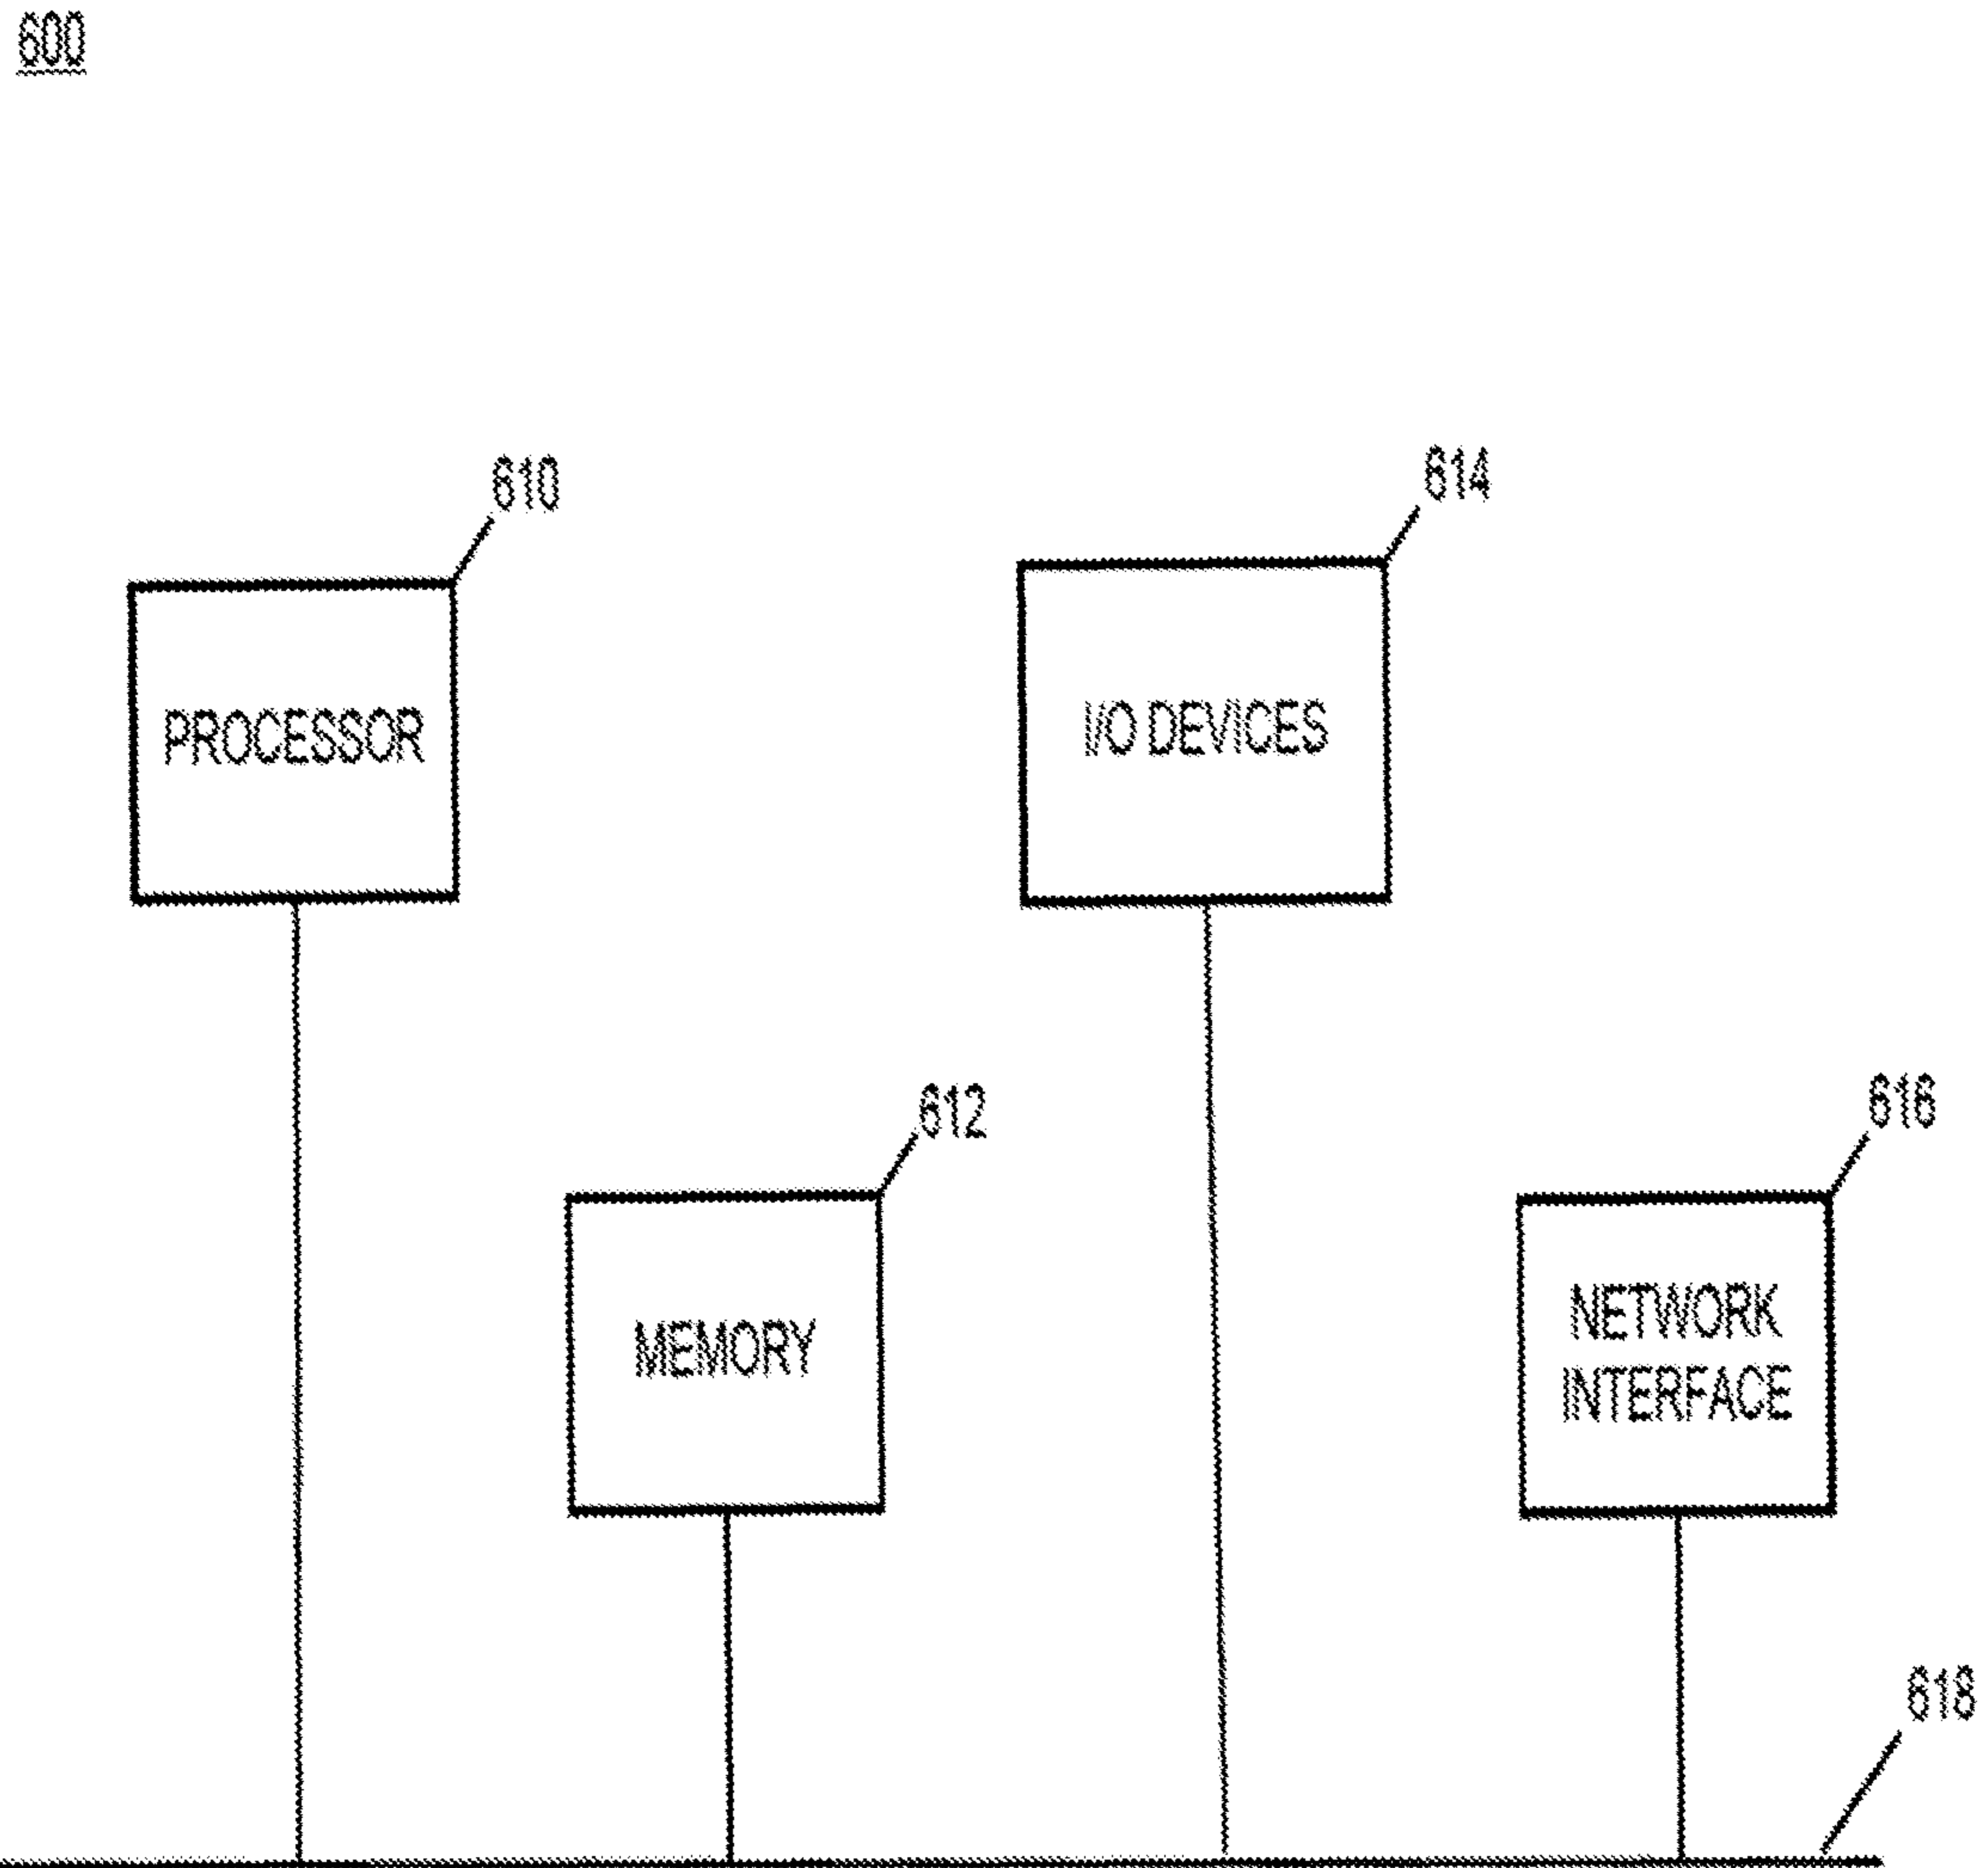 600
610
614
PROCESSOR
I/O DEVICES
612
616
MEMORY
NETWORK
INTERFACE
618